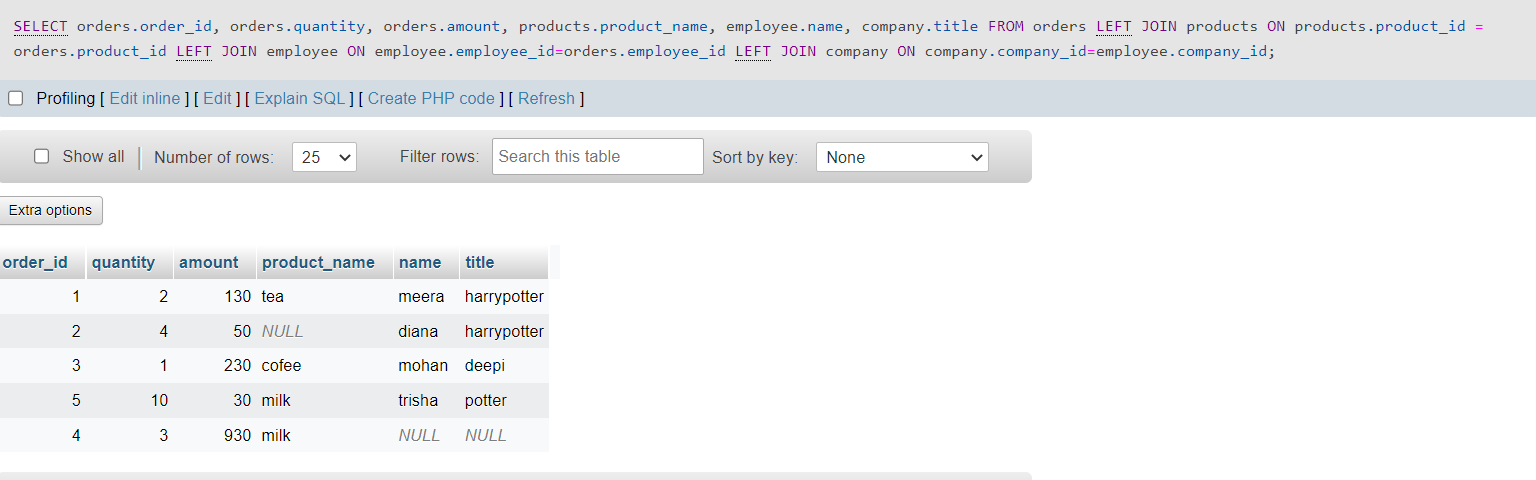 SELECT orders.order_id, orders.quantity, orders.amount, products.product_name, employee.name, company.title FROM orders LEFT JOIN products ON products.product_id =
orders.product_id LEFT JOIN employee ON employee.employee_id=orders.employee_id LEFT JOIN company ON company.company_id=employee.company_id;
Profiling [ Edit inline ] [ Edit ] [ Explain SQL ] [ Create PHP code ] [ Refresh ]
Show all Number of rows: 25 Filter rows: Search this table Sort by key: None
Extra options
order_id quantity amount product_name name title
1 2 130 tea meera harrypotter
2 4 50 NULL diana harrypotter
3 1 230 cofee mohan deepi
5 10 30 milk trisha potter
4 3 930 milk NULL NULL